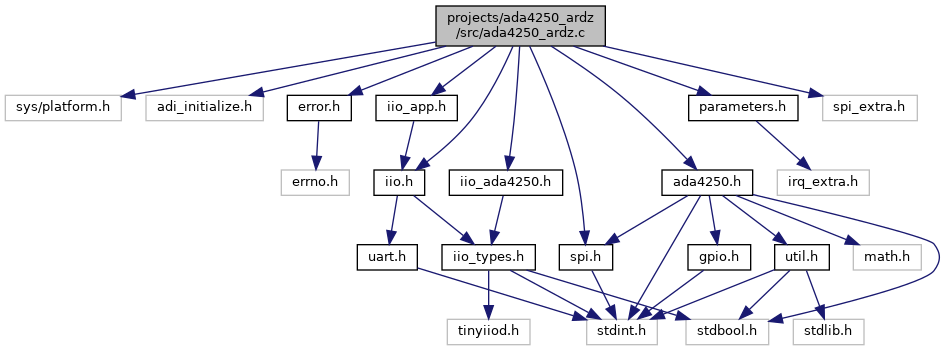 projects/ada4250_ardz
/src/ada4250_ardz.c
sys/platform.h
adi_initialize.h
error.h
iio_app.h
parameters.h
spi_extra.h
errno.h
iio.h
iio_ada4250.h
ada4250.h
irq_extra.h
uart.h
iio_types.h
spi.h
gpio.h
util.h
math.h
tinyiiod.h
stdint.h
stdbool.h
stdlib.h